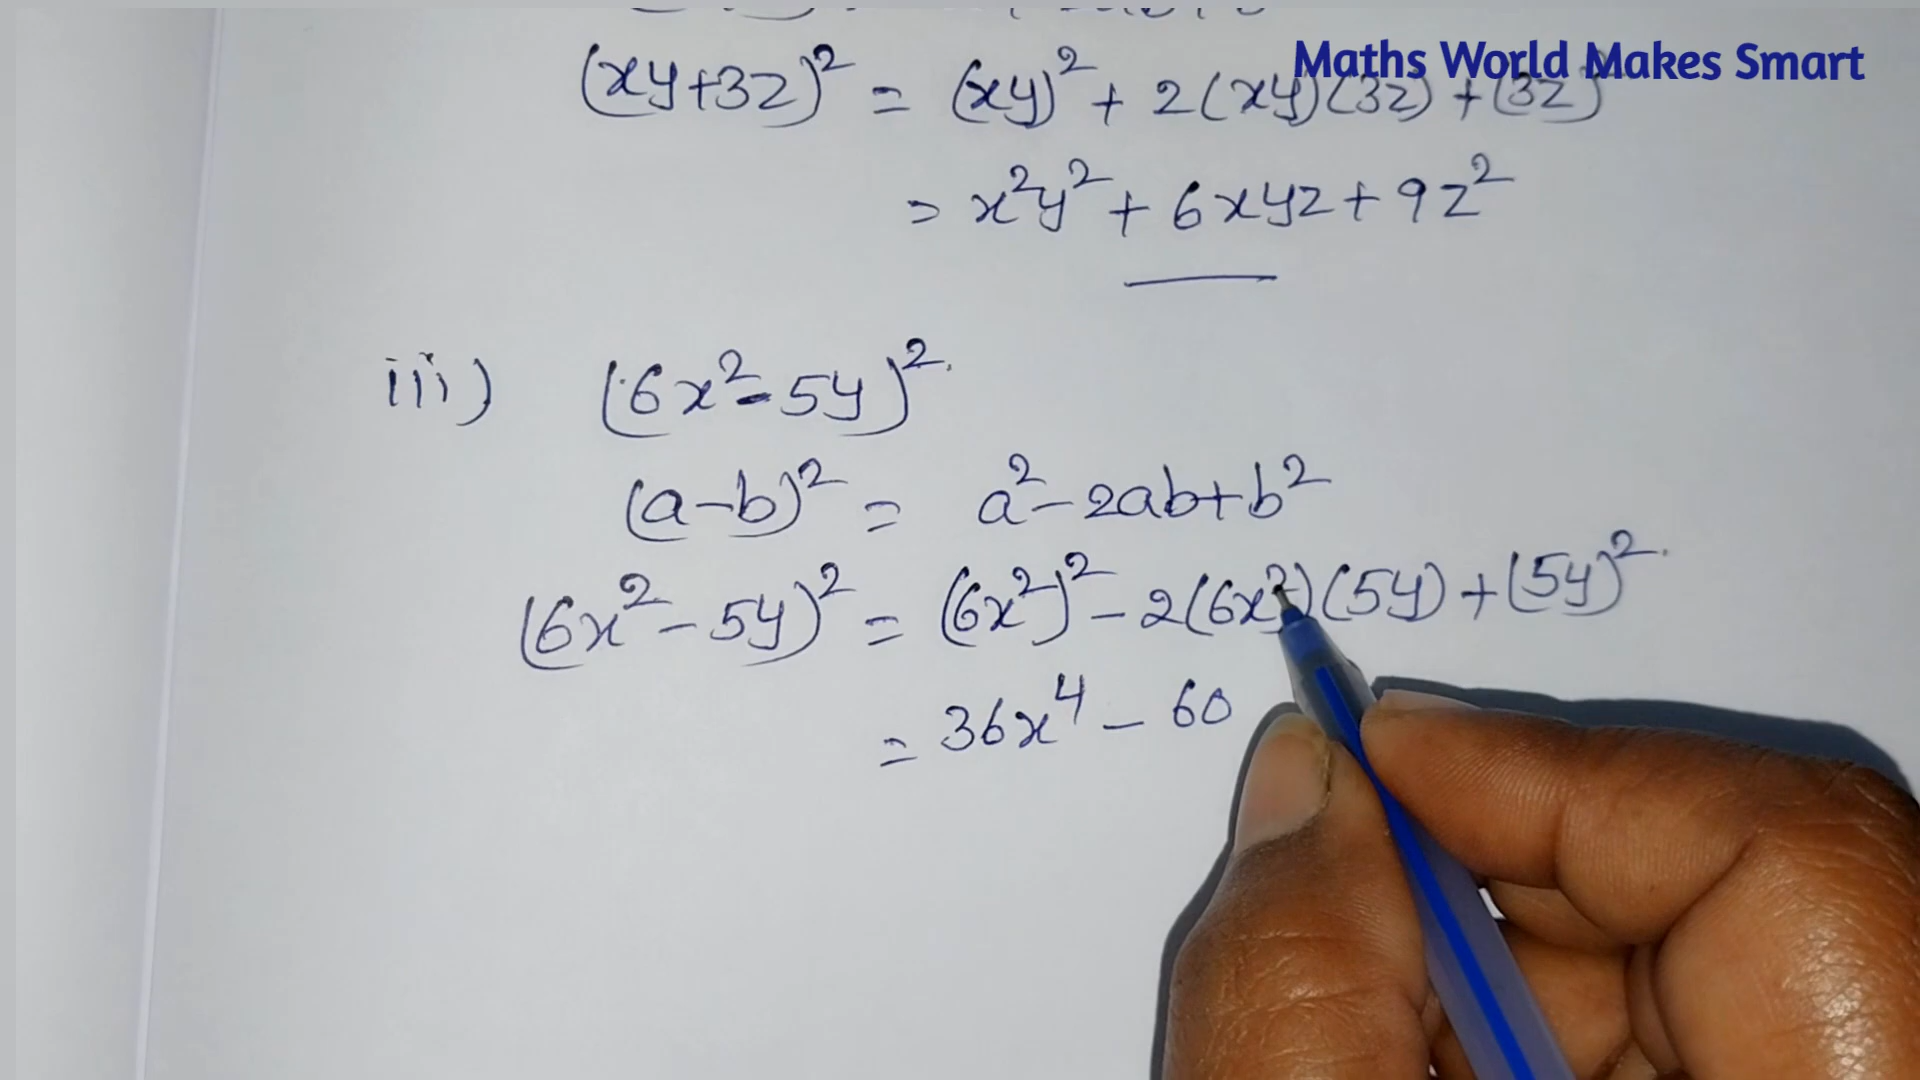 Maths World Makes Smart
(xy+3z)² = (xy)² + 2(xy)(3z) + (3z)²
= x²y² + 6xyz + 9z²
iii) (6x² - 5y)²
(a-b)² = a² - 2ab + b²
(6x² - 5y)² = (6x²)² - 2(6x²)(5y) + (5y)²
= 36x⁴ - 60